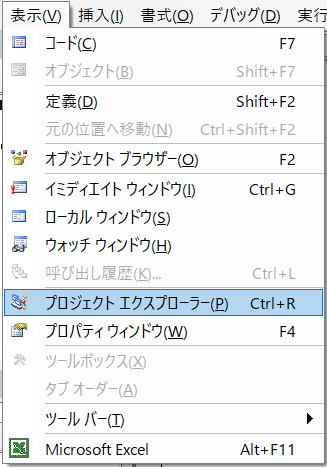 表示(V) 挿入(I) 書式(O) デバッグ(D) 実行
コード(C) F7
オブジェクト(B) Shift+F7
定義(D) Shift+F2
元の位置へ移動(N) Ctrl+Shift+F2
オブジェクト ブラウザー(O) F2
イミディエイト ウィンドウ(I) Ctrl+G
ローカル ウィンドウ(S)
ウォッチ ウィンドウ(H)
呼び出し履歴(K)... Ctrl+L
プロジェクト エクスプローラー(P) Ctrl+R
プロパティ ウィンドウ(W) F4
ツールボックス(X)
タブ オーダー(A)
ツール バー(T)
Microsoft Excel Alt+F11